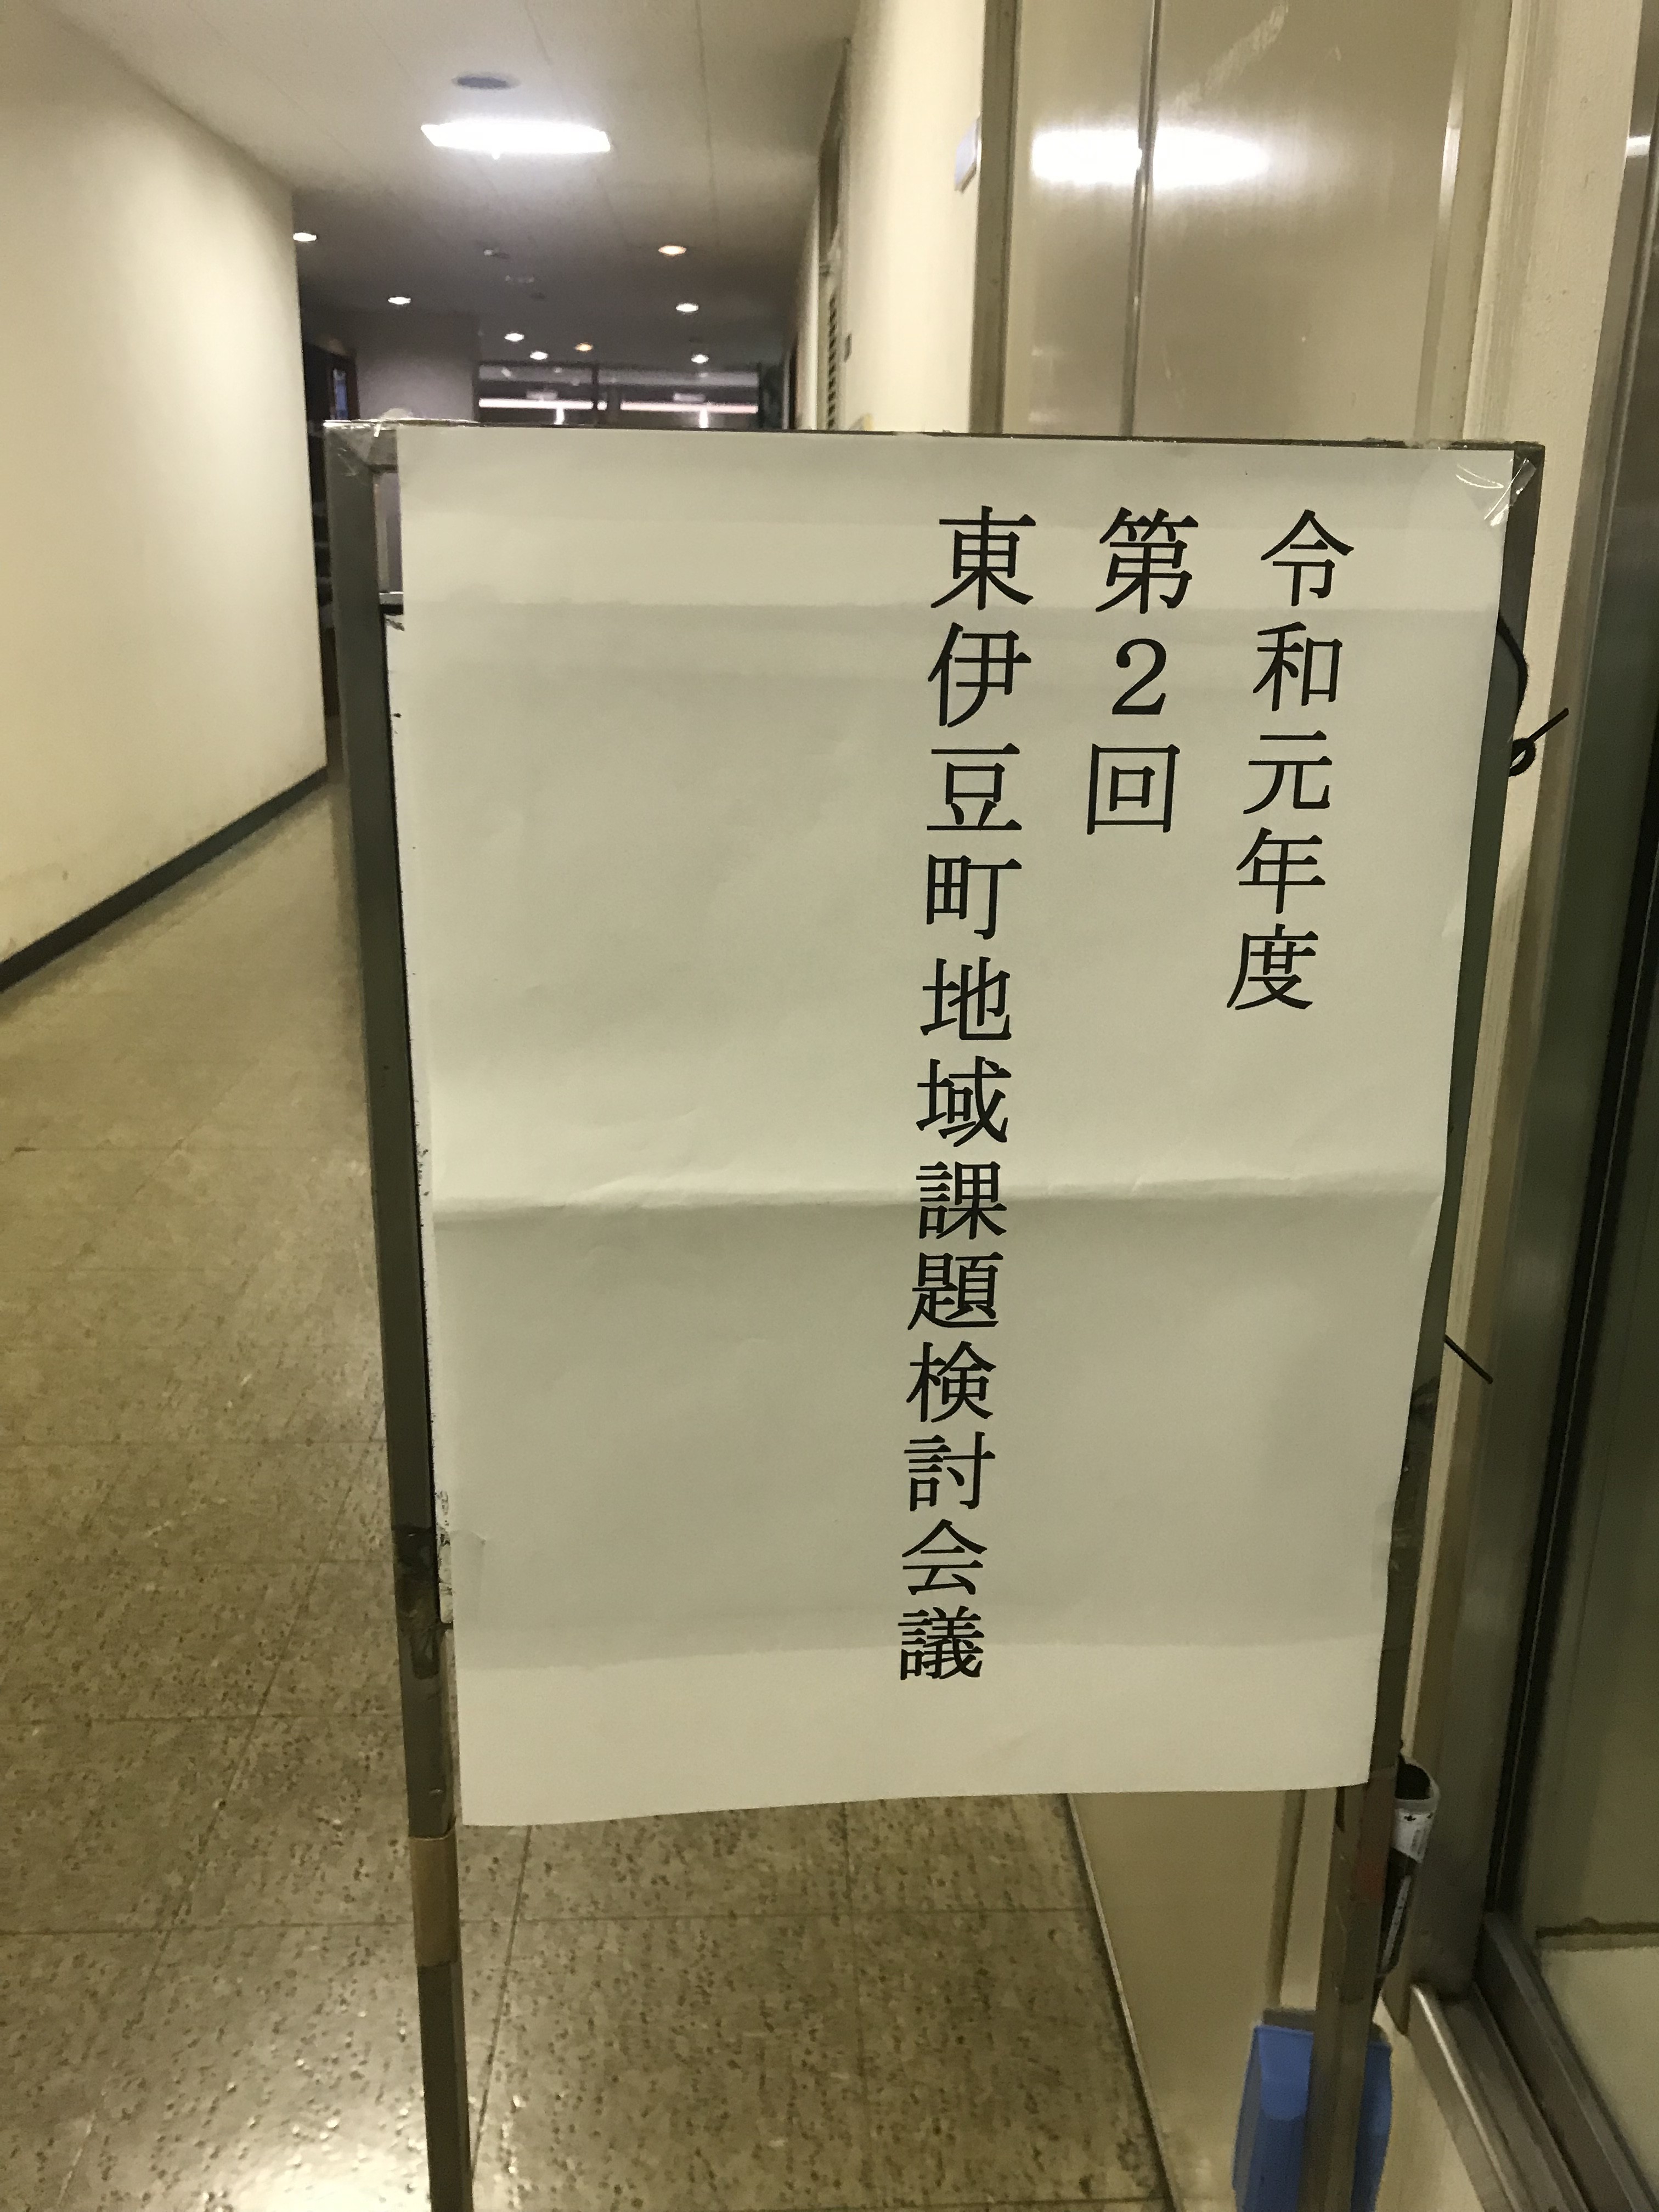 令和元年度
第2回
東伊豆町地域課題検討会議